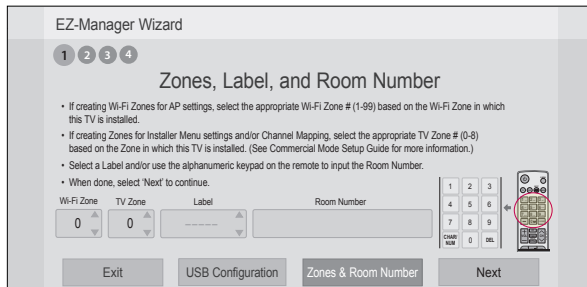 EZ-Manager Wizard
1 2 3 4
Zones, Label, and Room Number
• If creating Wi-Fi Zones for AP settings, select the appropriate Wi-Fi Zone # (1-99) based on the Wi-Fi Zone in which
this TV is installed.
• If creating Zones for Installer Menu settings and/or Channel Mapping, select the appropriate TV Zone # (0-8)
based on the Zone in which this TV is installed. (See Commercial Mode Setup Guide for more information.)
• Select a Label and/or use the alphanumeric keypad on the remote to input the Room Number.
• When done, select 'Next' to continue.
Wi-Fi Zone TV Zone Label Room Number
0 0 -----
1 2 3
4 5 6
7 8 9
CHAR/
NUM 0 DEL
Exit USB Configuration Zones & Room Number Next